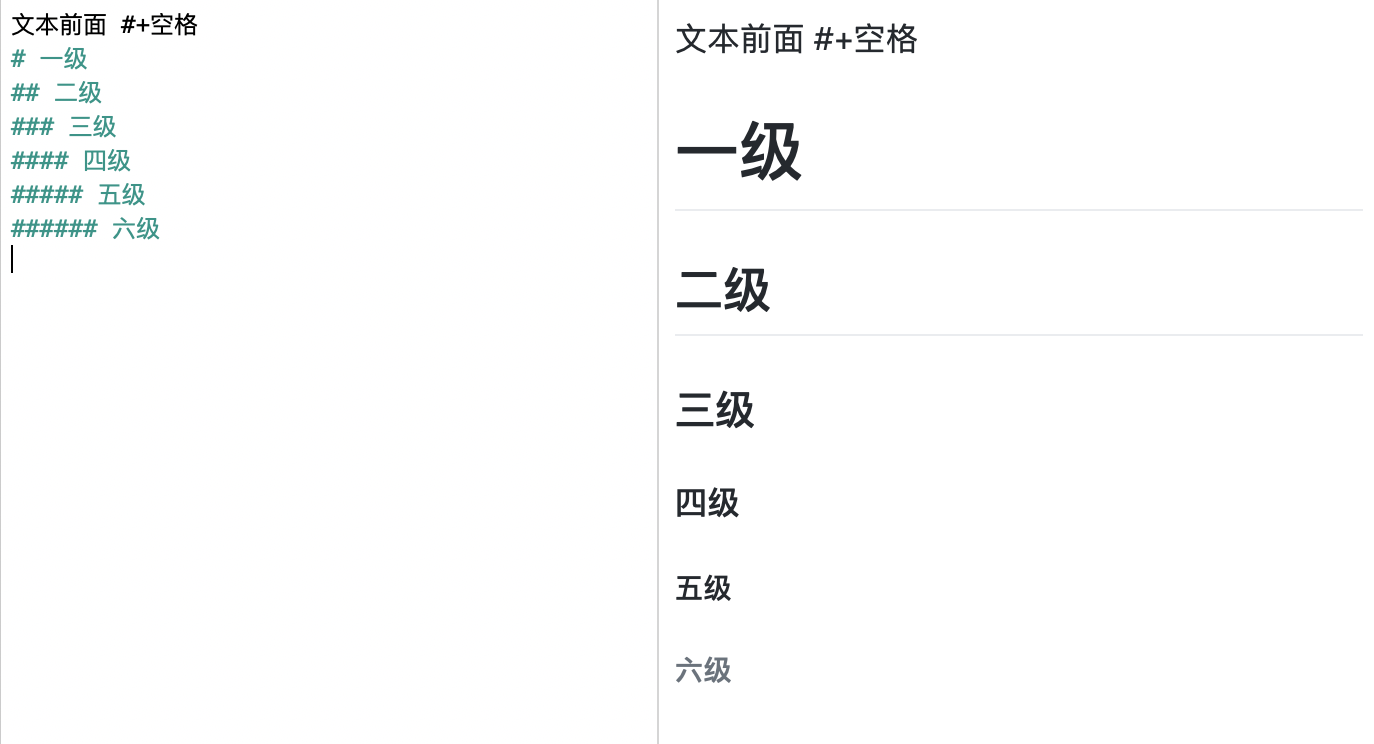 文本前面 #+空格
# 一级
## 二级
### 三级
#### 四级
##### 五级
###### 六级
文本前面 #+空格
一级
二级
三级
四级
五级
六级